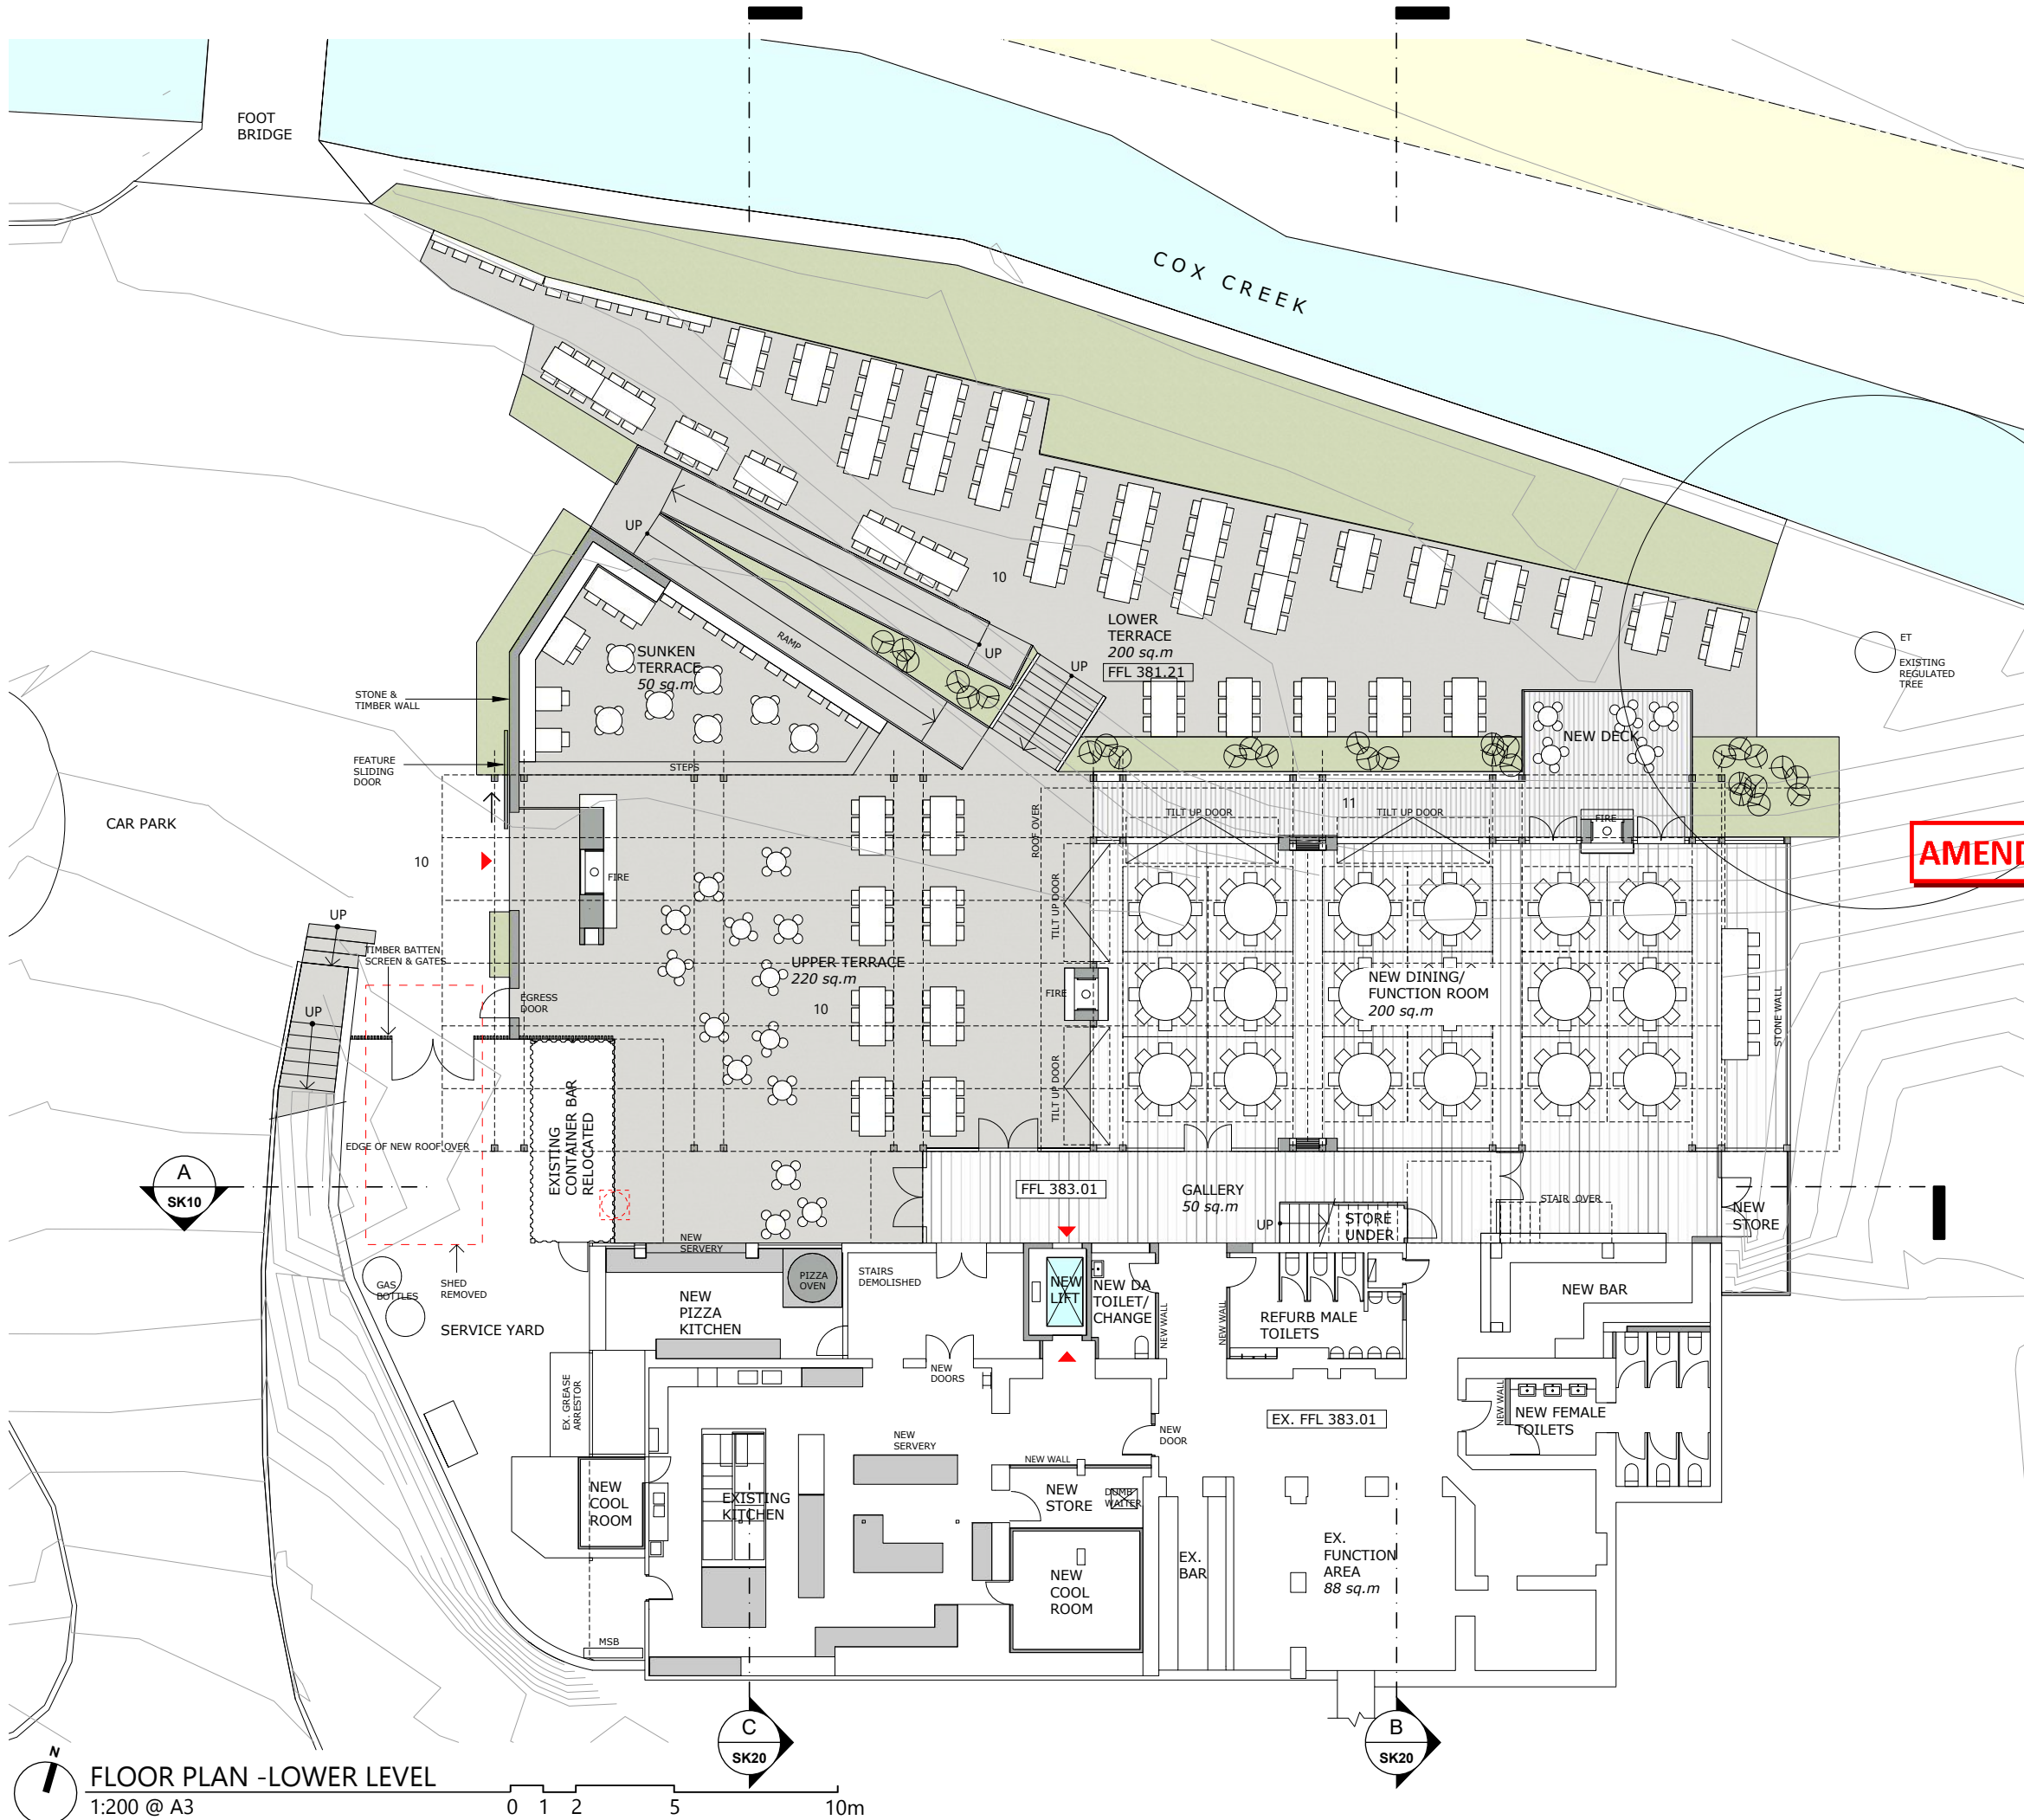 FOOT
BRIDGE
COX CREEK
UP
10
LOWER
TERRACE
200 sq.m
FFL 381.21
UP
UP
RAMP
SUNKEN
TERRACE
50 sq.m
ET
EXISTING
REGULATED
TREE
STONE &
TIMBER WALL
NEW DECK
FEATURE
SLIDING
DOOR
STEPS
CAR PARK
ROOF OVER
TILT UP DOOR
11
TILT UP DOOR
FIRE
AMEND
10
FIRE
TILT UP DOOR
UP
TIMBER BATTEN
SCREEN & GATES
UPPER TERRACE
220 sq.m
10
NEW DINING/
FUNCTION ROOM
200 sq.m
FIRE
EGRESS
DOOR
UP
STONE WALL
TILT UP DOOR
EXISTING
CONTAINER BAR
RELOCATED
EDGE OF NEW ROOF OVER
A
SK10
FFL 383.01
GALLERY
50 sq.m
UP
STORE
UNDER
STAIR OVER
NEW
STORE
NEW
SERVERY
GAS
BOTTLES
SHED
REMOVED
SERVICE YARD
NEW
PIZZA
KITCHEN
PIZZA
OVEN
STAIRS
DEMOLISHED
NEW
LIFT
NEW DA
TOILET/
CHANGE
NEW WALL
NEW WALL
REFURB MALE
TOILETS
NEW BAR
NEW
DOORS
EX. GREASE
ARRESTOR
NEW
SERVERY
NEW
DOOR
EX. FFL 383.01
NEW WALL
NEW FEMALE
TOILETS
NEW WALL
NEW
COOL
ROOM
EXISTING
KITCHEN
NEW
STORE
DUMB
WAITER
NEW
COOL
ROOM
EX.
BAR
EX.
FUNCTION
AREA
88 sq.m
MSB
C
SK20
B
SK20
N
FLOOR PLAN -LOWER LEVEL
1:200 @ A3
0 1 2 5 10m